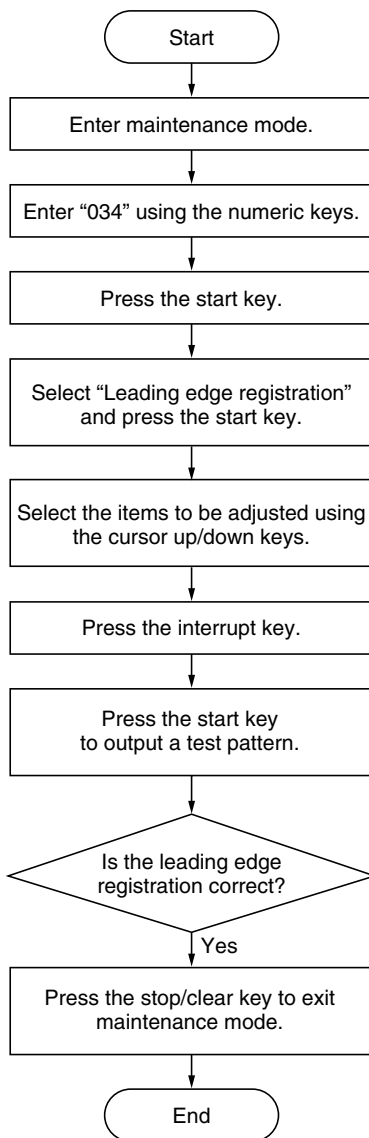 Start
Enter maintenance mode.
Enter “034” using the numeric keys.
Press the start key.
Select “Leading edge registration”
and press the start key.
Select the items to be adjusted using
the cursor up/down keys.
Press the interrupt key.
Press the start key
to output a test pattern.
Is the leading edge
registration correct?
Yes
Press the stop/clear key to exit
maintenance mode.
End